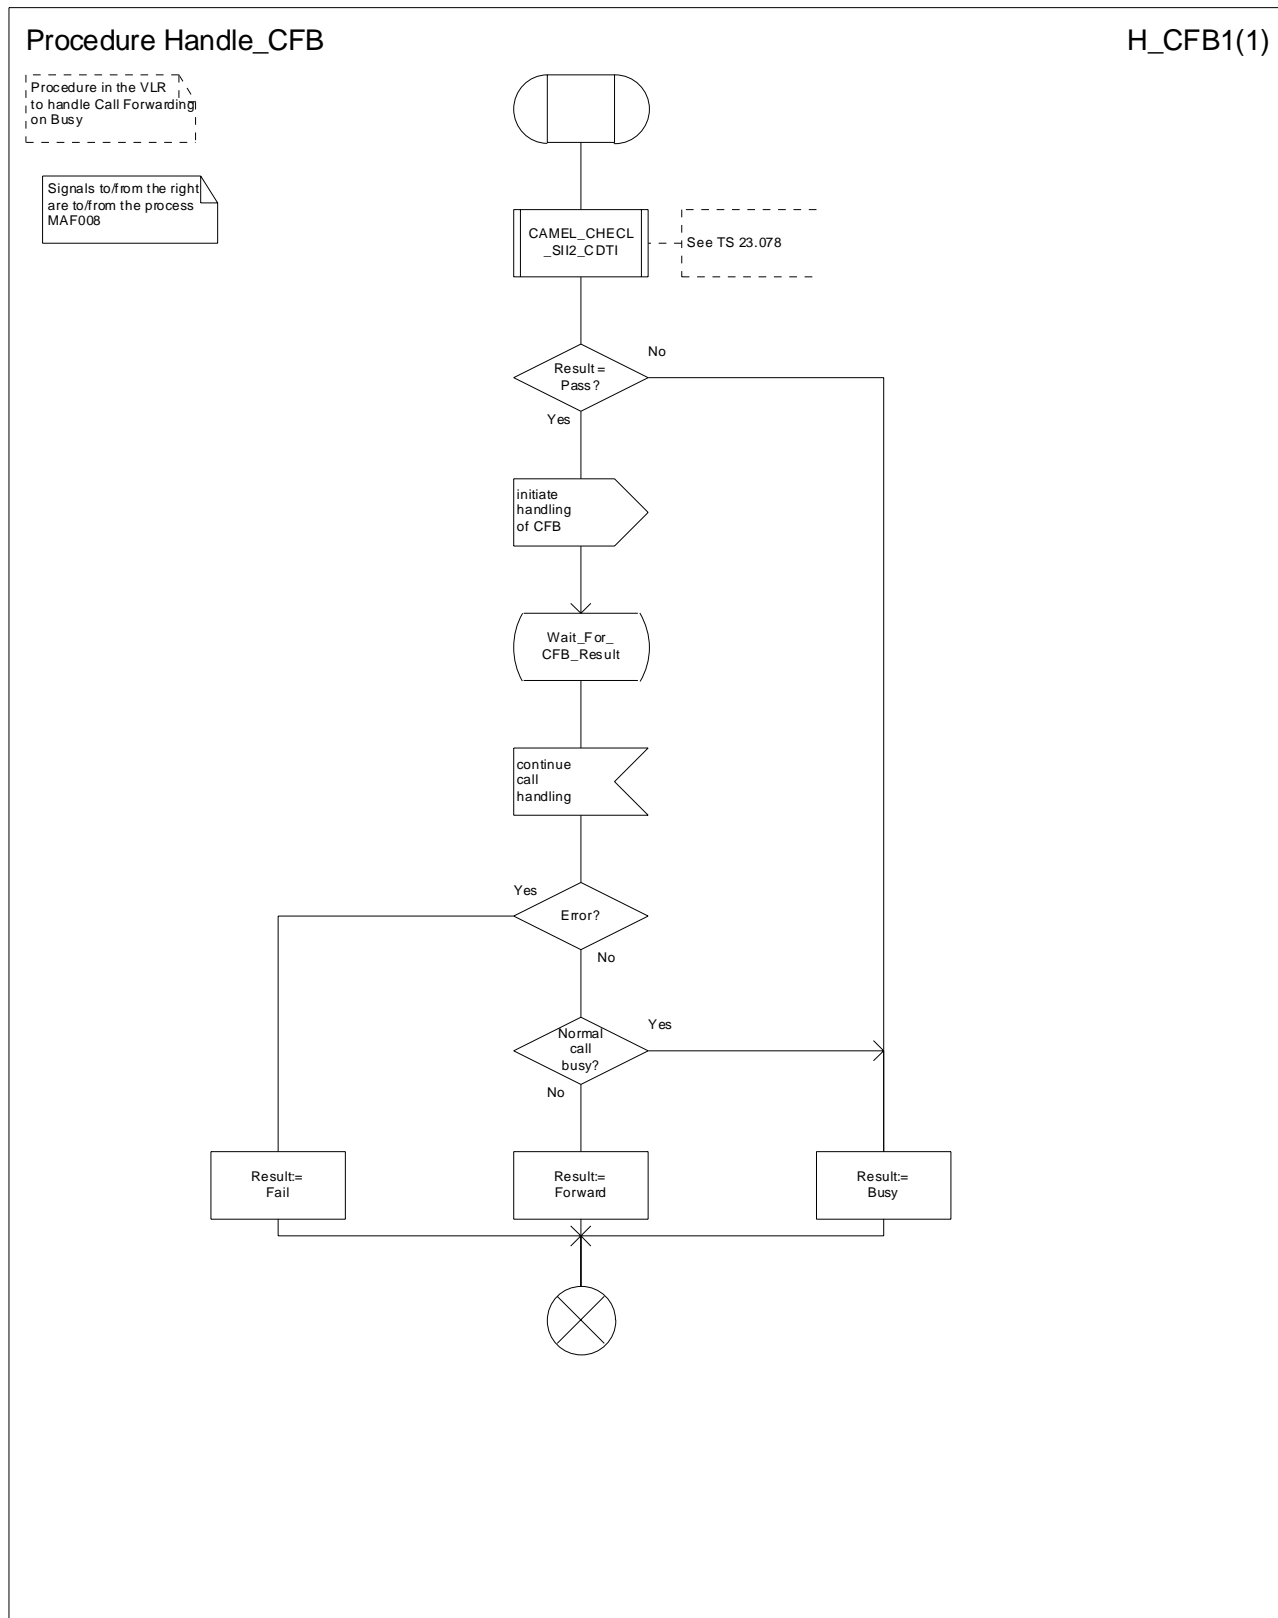 Procedure Handle_CFB
H_CFB1(1)
Procedure in the VLR
to handle Call Forwarding
on Busy
Signals to/from the right
are to/from the process
MAF008
CAMEL_CHECL
_SII2_CDTI
See TS 23.078
Result =
Pass?
No
Yes
initiate
handling
of CFB
Wait_For_
CFB_Result
continue
call
handling
Yes
Error?
No
Normal
call
busy?
Yes
No
Result:=
Fail
Result:=
Forward
Result:=
Busy